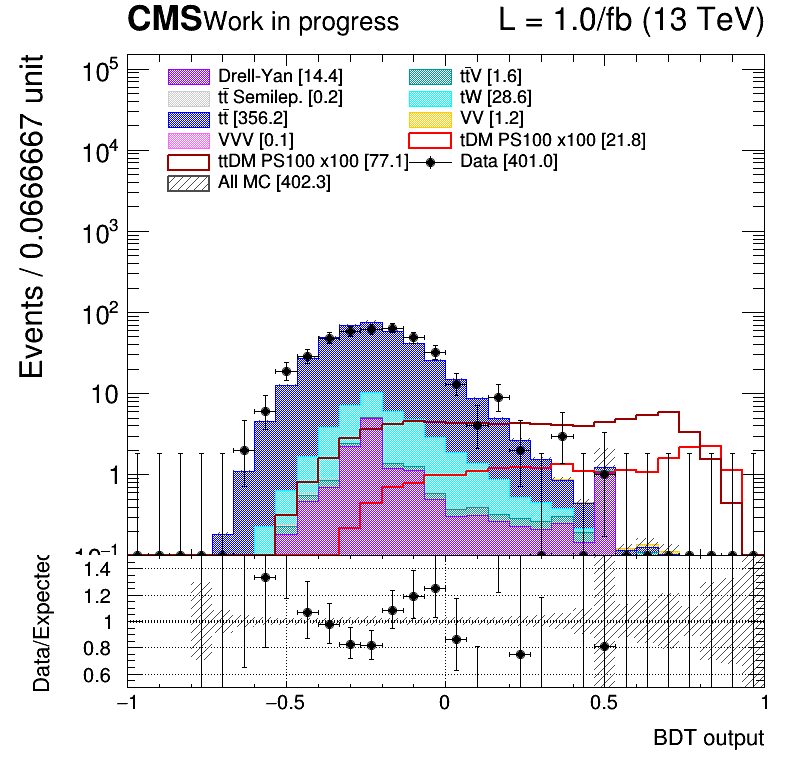 CMS Work in progress L = 1.0/fb (13 TeV)
Events / 0.0666667 unit
10⁵
10⁴
10³
10²
10
1
10⁻¹
Drell-Yan [14.4] tt̄V [1.6]
tt̄ Semilep. [0.2] tW [28.6]
tt̄ [356.2] VV [1.2]
VVV [0.1] tDM PS100 x100 [21.8]
ttDM PS100 x100 [77.1] Data [401.0]
All MC [402.3]
Data/Expected
1.4
1.2
1
0.8
0.6
−1 −0.5 0 0.5 1
BDT output